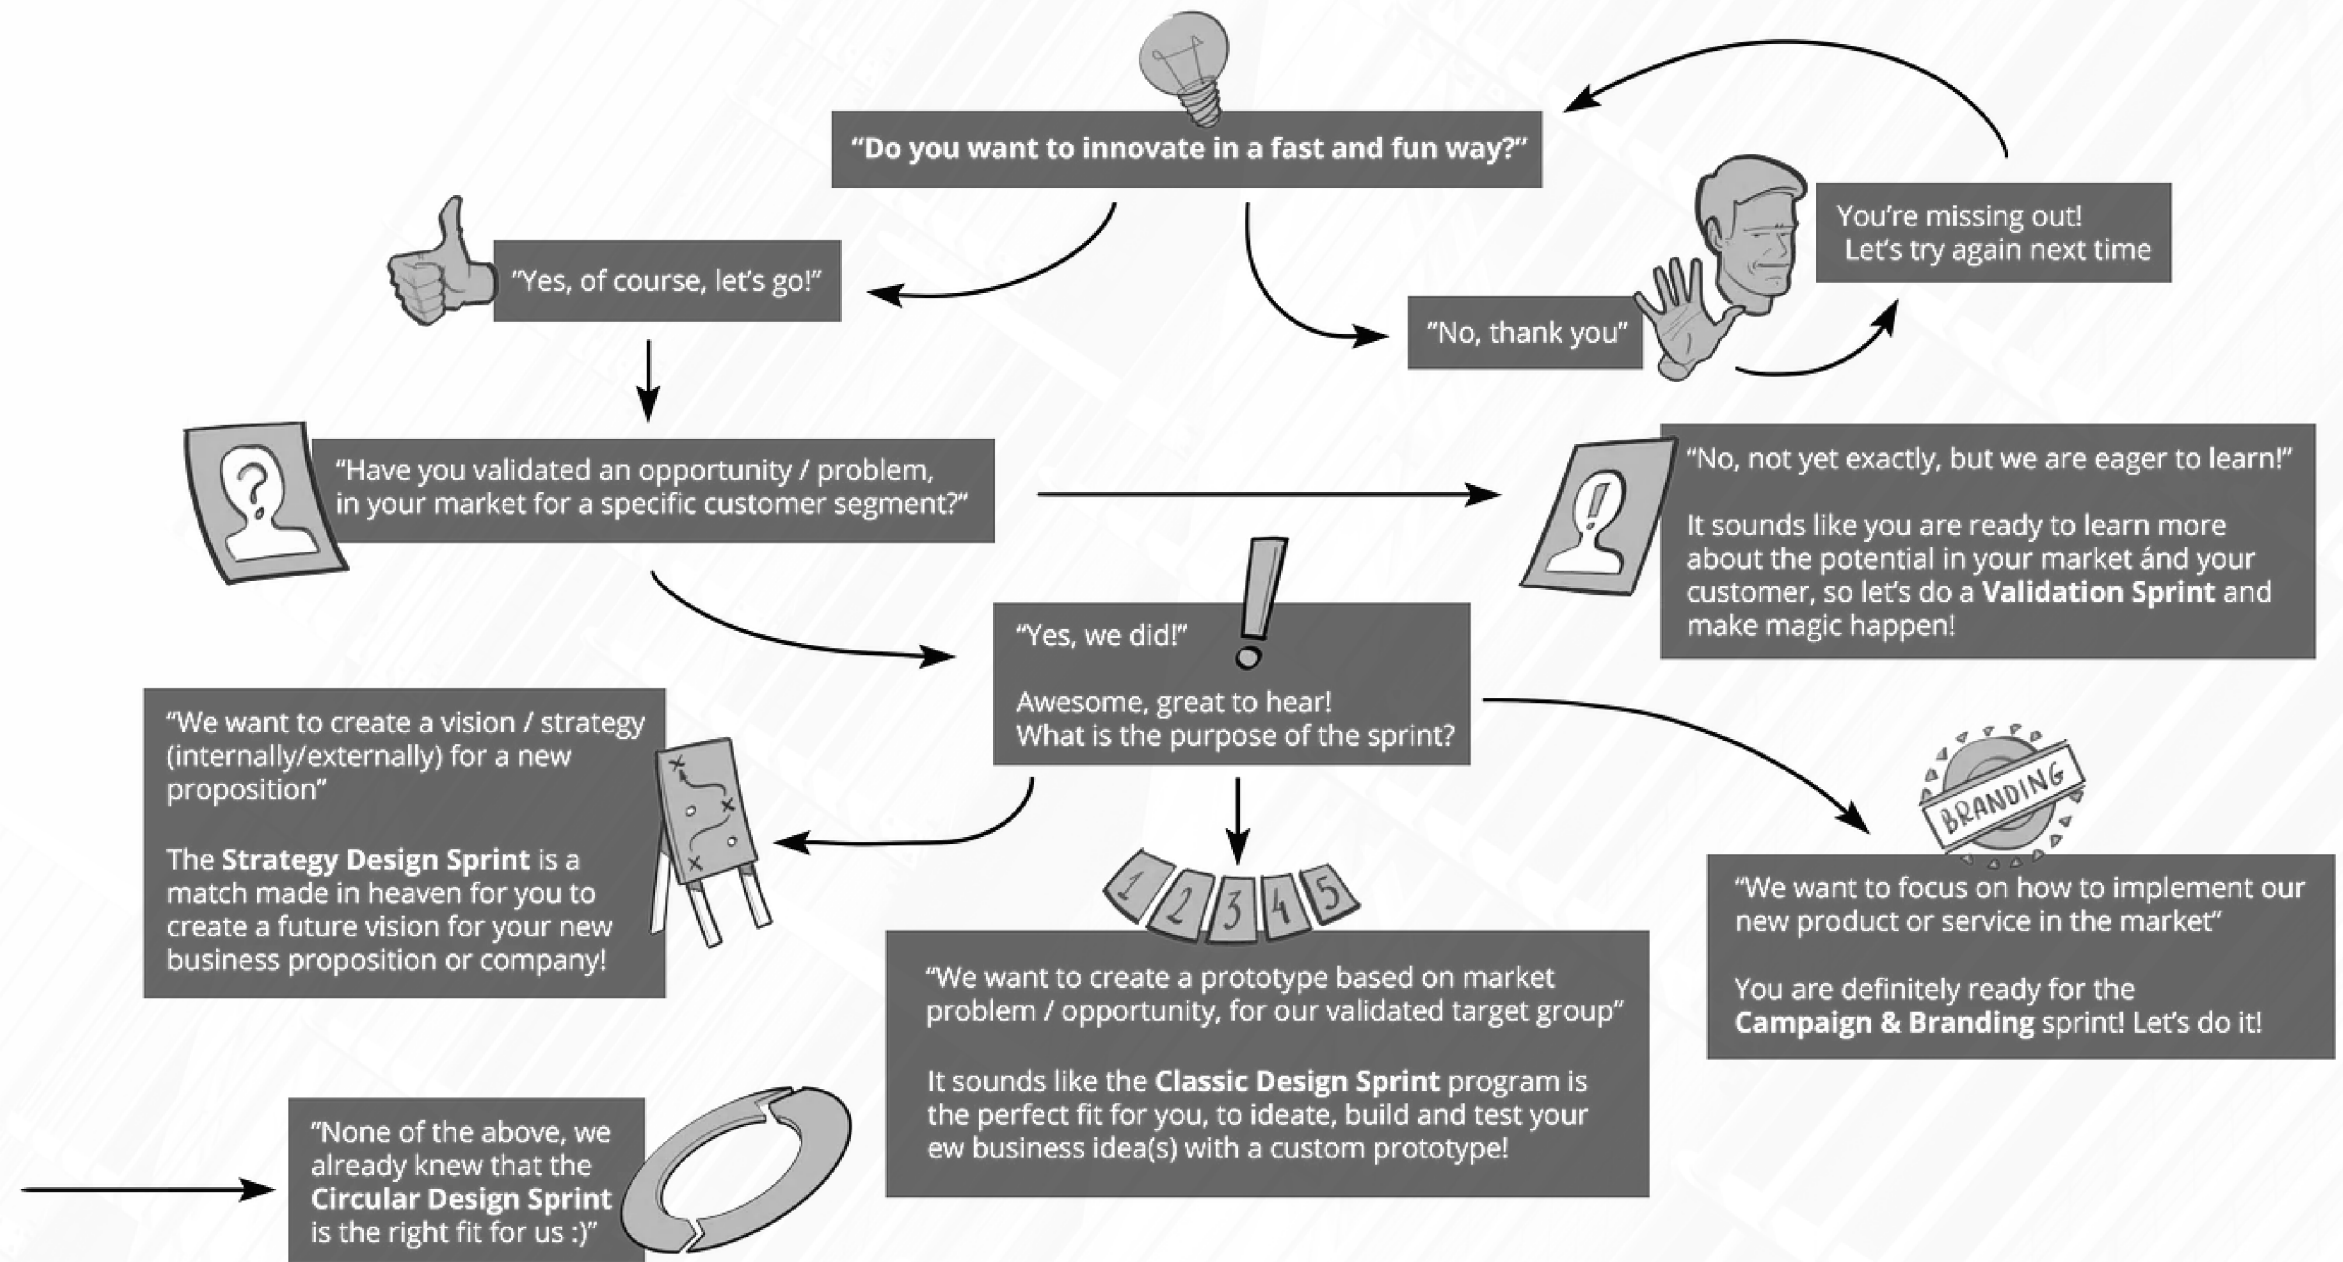 “Do you want to innovate in a fast and fun way?”
“Yes, of course, let’s go!”
“No, thank you”
You’re missing out!
Let’s try again next time
“Have you validated an opportunity / problem,
in your market for a specific customer segment?”
“No, not yet exactly, but we are eager to learn!”
It sounds like you are ready to learn more
about the potential in your market ánd your
customer, so let’s do a Validation Sprint and
make magic happen!
“Yes, we did!”
Awesome, great to hear!
What is the purpose of the sprint?
“We want to create a vision / strategy
(internally/externally) for a new
proposition”
The Strategy Design Sprint is a
match made in heaven for you to
create a future vision for your new
business proposition or company!
1 2 3 4 5
“We want to create a prototype based on market
problem / opportunity, for our validated target group”
It sounds like the Classic Design Sprint program is
the perfect fit for you, to ideate, build and test your
ew business idea(s) with a custom prototype!
BRANDING
“We want to focus on how to implement our
new product or service in the market”
You are definitely ready for the
Campaign & Branding sprint! Let’s do it!
“None of the above, we
already knew that the
Circular Design Sprint
is the right fit for us :)”